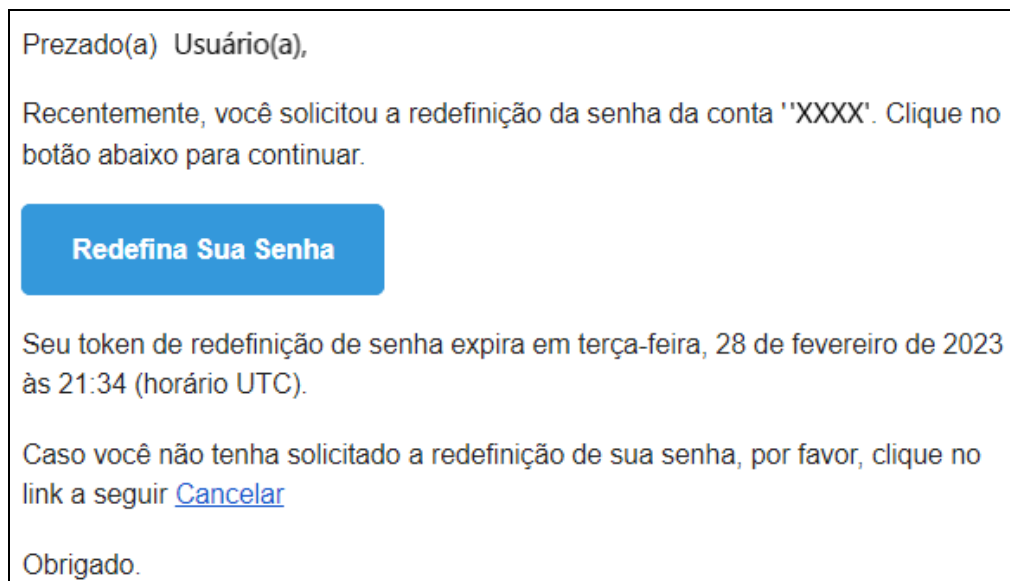 Prezado(a) Usuário(a),
Recentemente, você solicitou a redefinição da senha da conta ''XXXX'. Clique no
botão abaixo para continuar.
Redefina Sua Senha
Seu token de redefinição de senha expira em terça-feira, 28 de fevereiro de 2023
às 21:34 (horário UTC).
Caso você não tenha solicitado a redefinição de sua senha, por favor, clique no
link a seguir Cancelar
Obrigado.